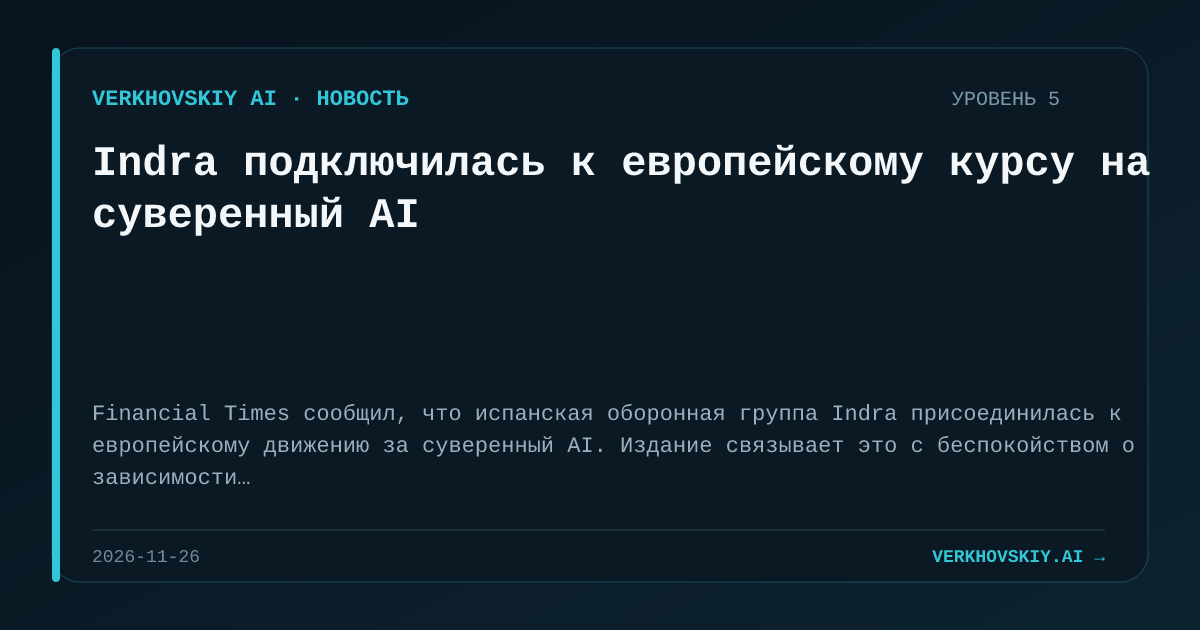 VERKHOVSKIY AI · НОВОСТЬ
УРОВЕНЬ 5
Indra подключилась к европейскому курсу на
суверенный AI
Financial Times сообщил, что испанская оборонная группа Indra присоединилась к
европейскому движению за суверенный AI. Издание связывает это с беспокойством о
зависимости…
2026-11-26
VERKHOVSKIY.AI →